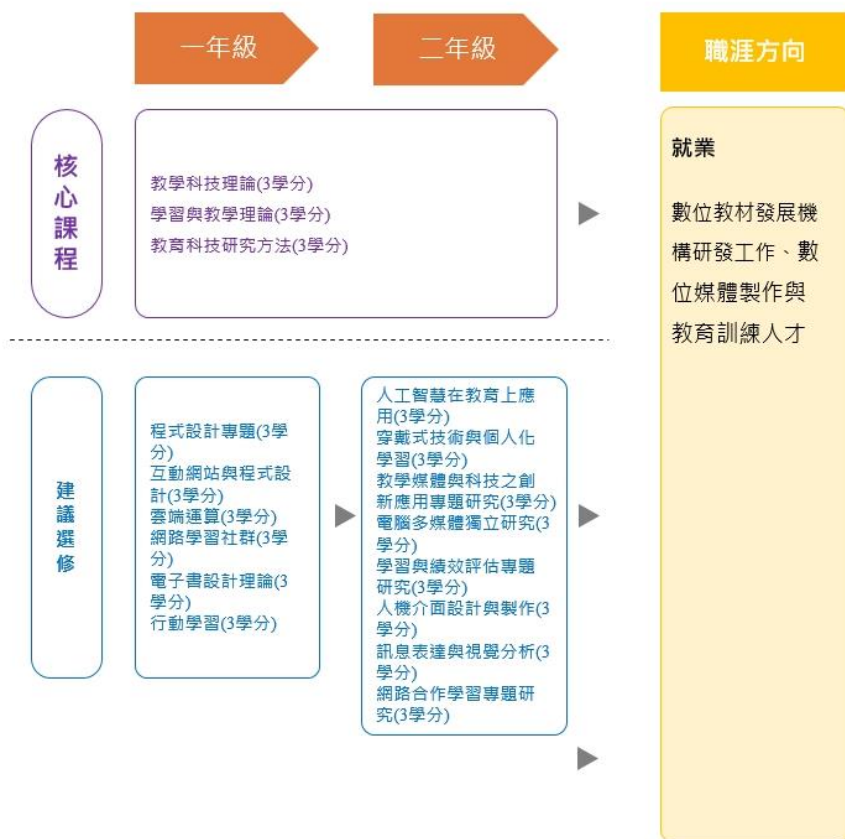 一年級
二年級
職涯方向
核心課程
教學科技理論(3學分)
學習與教學理論(3學分)
教育科技研究方法(3學分)
就業
數位教材發展機
構研發工作、數
位媒體製作與
教育訓練人才
建議選修
程式設計專題(3學
分)
互動網站與程式設
計(3學分)
雲端運算(3學分)
網路學習社群(3學
分)
電子書設計理論(3
學分)
行動學習(3學分)
人工智慧在教育上應
用(3學分)
穿戴式技術與個人化
學習(3學分)
教學媒體與科技之創
新應用專題研究(3學分)
電腦多媒體獨立研究(3
學分)
學習與績效評估專題
研究(3學分)
人機介面設計與製作(3
學分)
訊息表達與視覺分析(3
學分)
網路合作學習專題研
究(3學分)